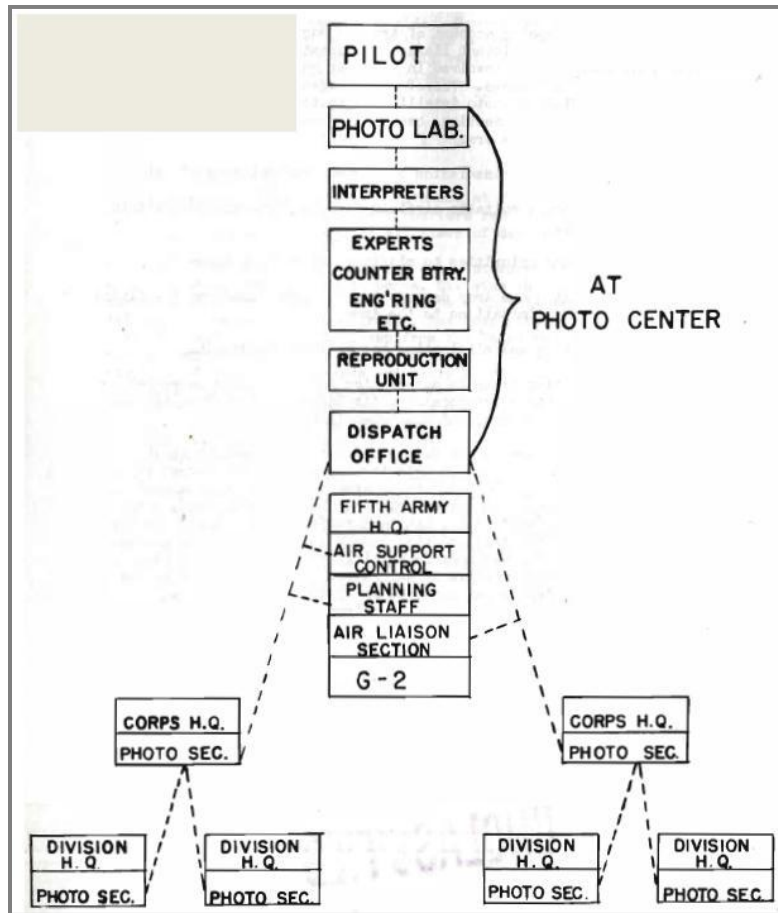 PILOT
PHOTO LAB.
INTERPRETERS
EXPERTS
COUNTER BTRY.
ENG'RING
ETC.
REPRODUCTION
UNIT
DISPATCH
OFFICE
AT
PHOTO CENTER
FIFTH ARMY
H.Q.
AIR SUPPORT
CONTROL
PLANNING
STAFF
AIR LIAISON
SECTION
G-2
CORPS H.Q.
PHOTO SEC.
CORPS H.Q.
PHOTO SEC.
DIVISION
H.Q.
PHOTO SEC.
DIVISION
H.Q.
PHOTO SEC.
DIVISION
H.Q.
PHOTO SEC.
DIVISION
H.Q.
PHOTO SEC.